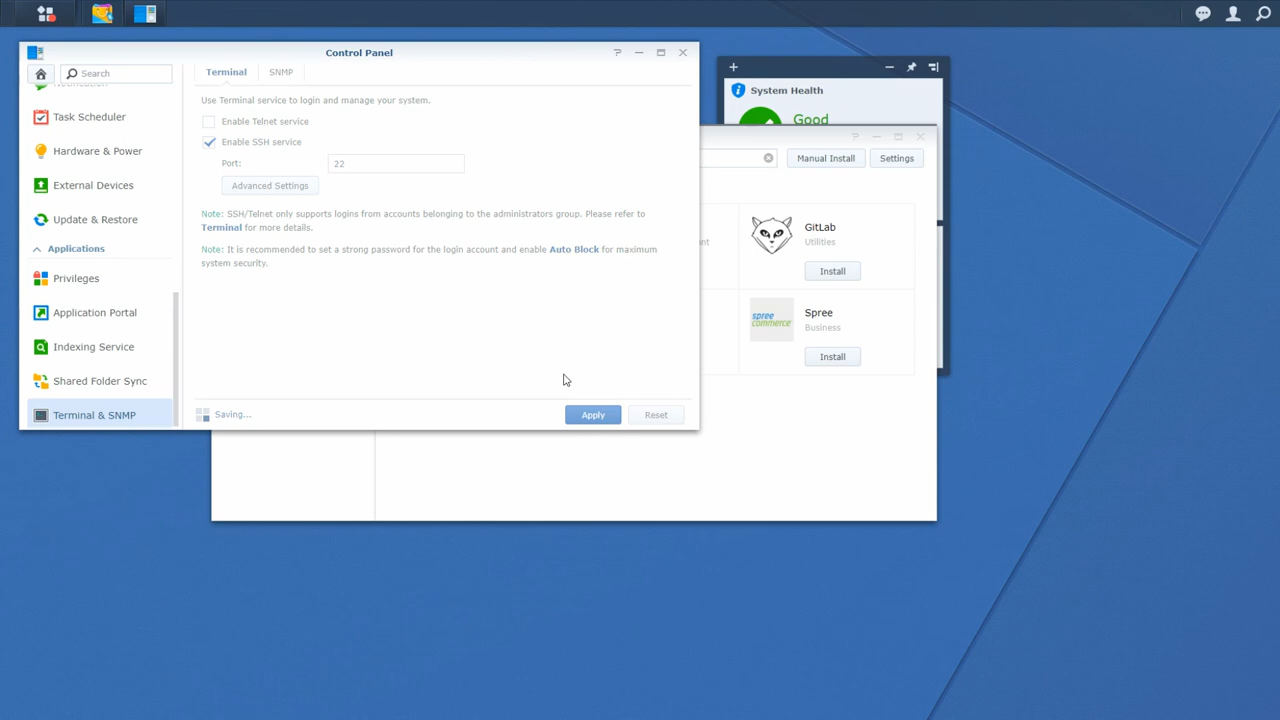 Control Panel
Search
Terminal
SNMP
Task Scheduler
Hardware & Power
External Devices
Update & Restore
Applications
Privileges
Application Portal
Indexing Service
Shared Folder Sync
Terminal & SNMP
Use Terminal service to login and manage your system.
Enable Telnet service
Enable SSH service
Port:
22
Advanced Settings
Note: SSH/Telnet only supports logins from accounts belonging to the administrators group. Please refer to
Terminal for more details.
Note: It is recommended to set a strong password for the login account and enable Auto Block for maximum
system security.
Saving...
Apply
Reset
System Health
Good
Manual Install
Settings
GitLab
Utilities
Install
spree
commerce
Spree
Business
Install